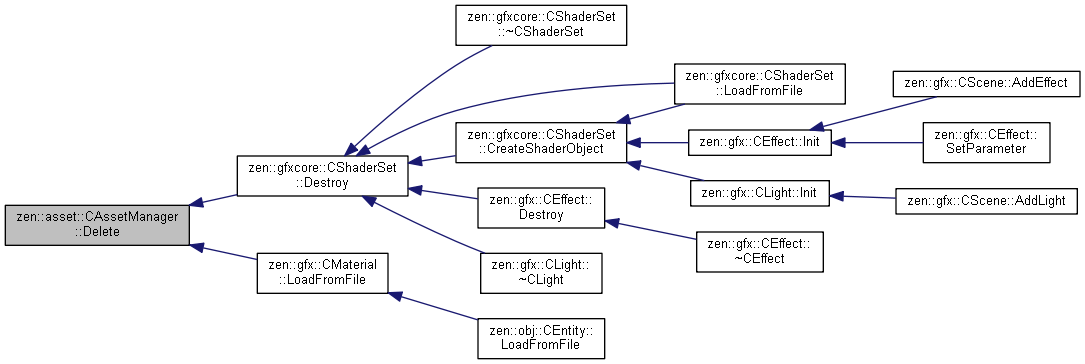 zen::gfxcore::CShaderSet
::~CShaderSet
zen::gfxcore::CShaderSet
::LoadFromFile
zen::gfx::CScene::AddEffect
zen::gfxcore::CShaderSet
::CreateShaderObject
zen::gfx::CEffect::Init
zen::gfx::CEffect::
SetParameter
zen::gfxcore::CShaderSet
::Destroy
zen::gfx::CLight::Init
zen::gfx::CScene::AddLight
zen::asset::CAssetManager
::Delete
zen::gfx::CEffect::
Destroy
zen::gfx::CEffect::
~CEffect
zen::gfx::CMaterial
::LoadFromFile
zen::gfx::CLight::
~CLight
zen::obj::CEntity::
LoadFromFile